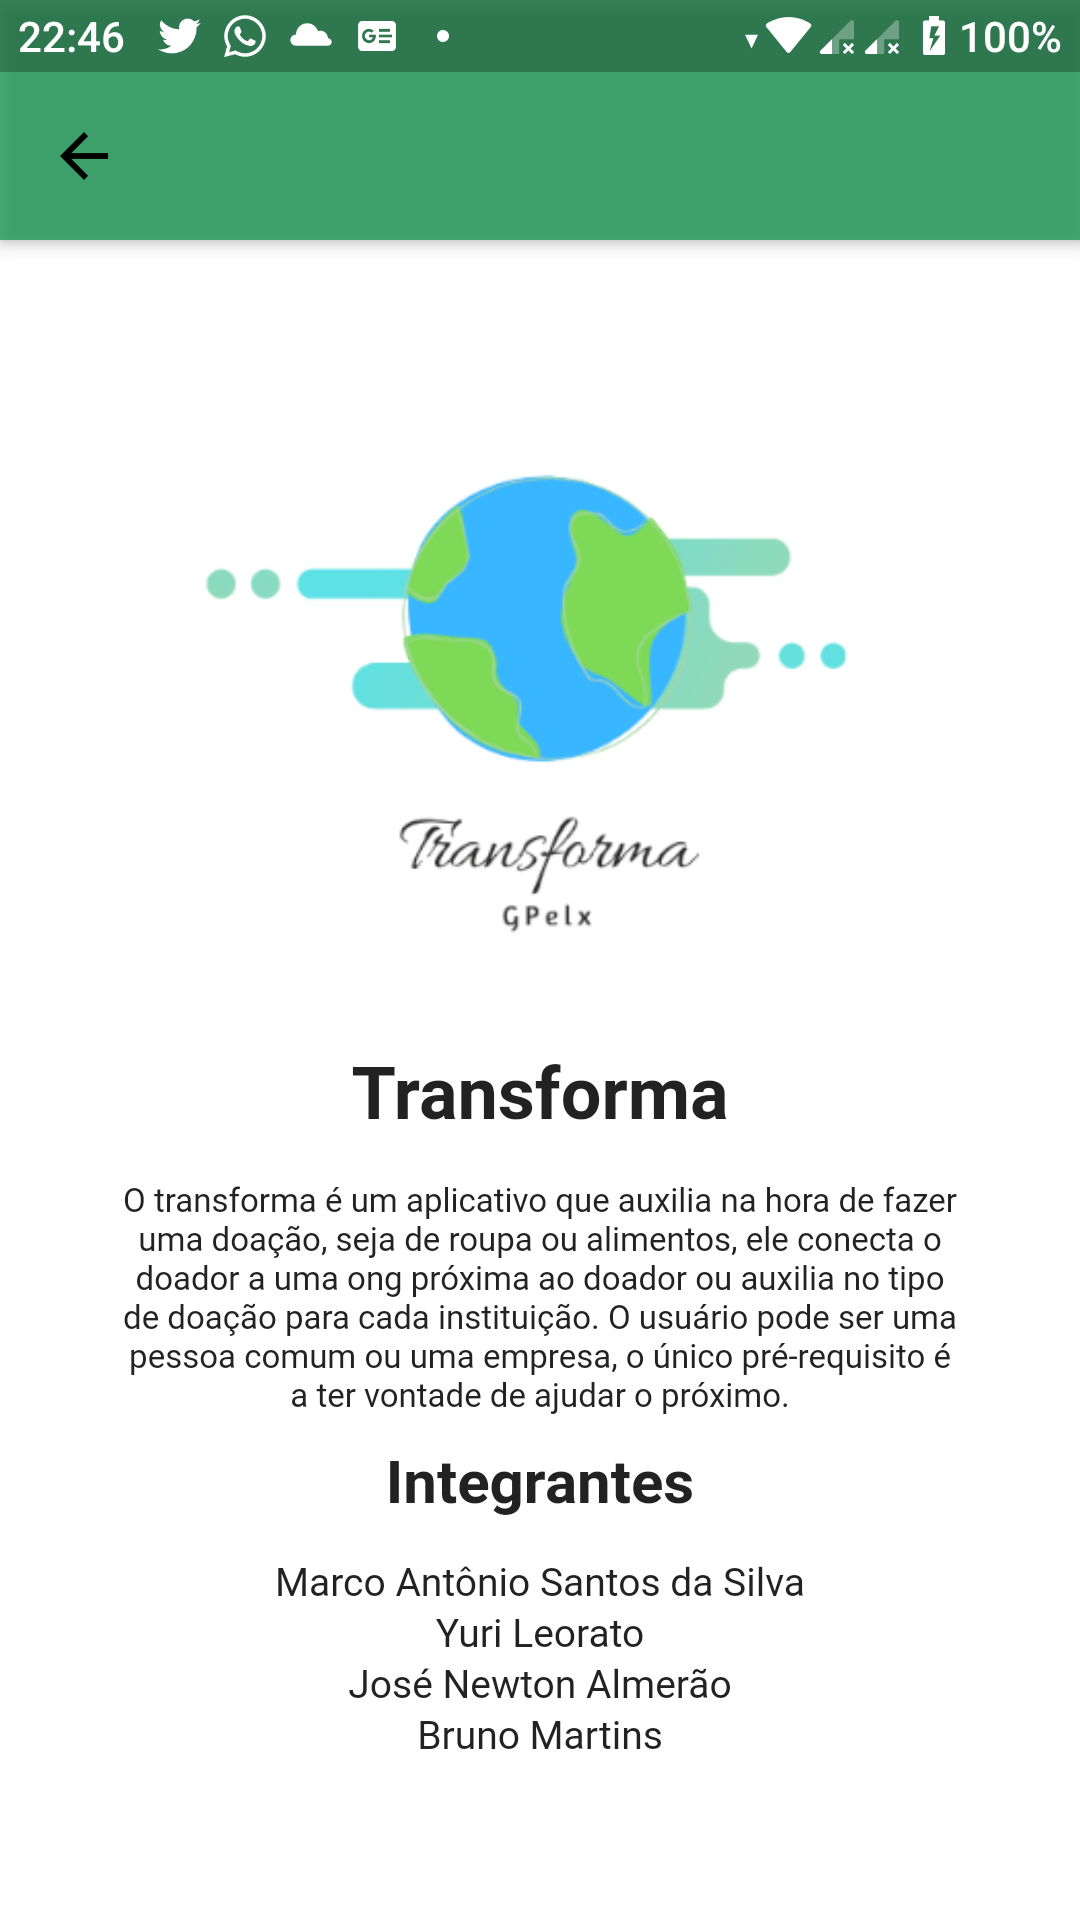 22:46
100%
Transforma
GPelx
Transforma
O transforma é um aplicativo que auxilia na hora de fazer
uma doação, seja de roupa ou alimentos, ele conecta o
doador a uma ong próxima ao doador ou auxilia no tipo
de doação para cada instituição. O usuário pode ser uma
pessoa comum ou uma empresa, o único pré-requisito é
a ter vontade de ajudar o próximo.
Integrantes
Marco Antônio Santos da Silva
Yuri Leorato
José Newton Almerão
Bruno Martins